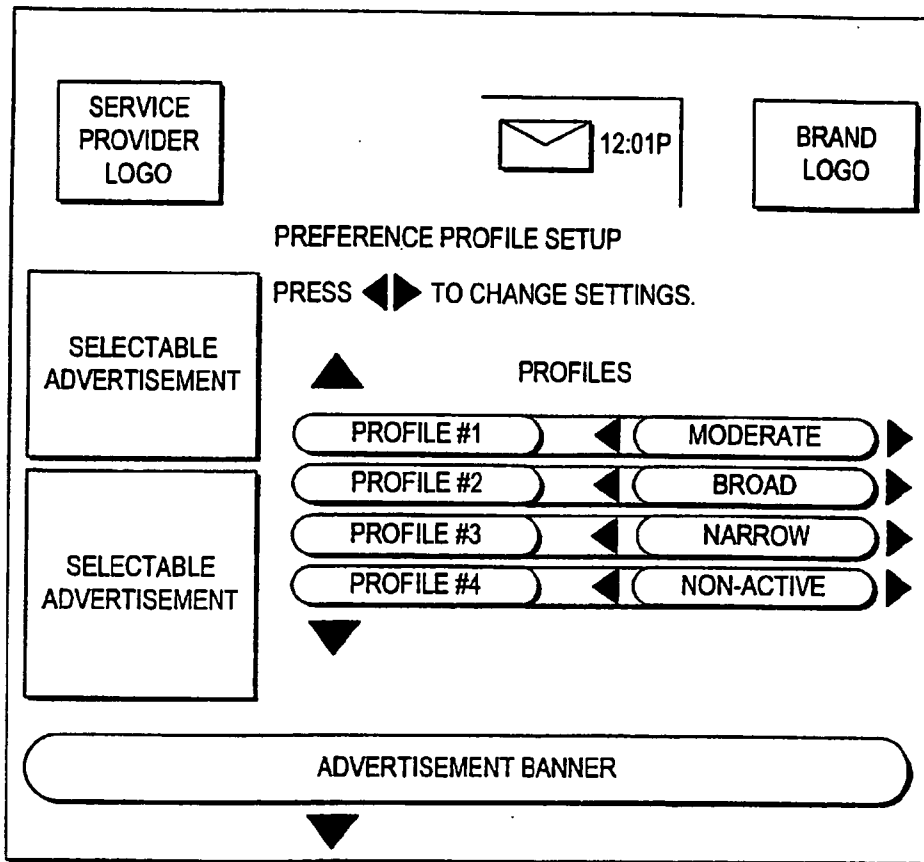 SERVICE
PROVIDER
LOGO
12:01P
BRAND
LOGO
PREFERENCE PROFILE SETUP
PRESS ◀▶ TO CHANGE SETTINGS.
SELECTABLE
ADVERTISEMENT
PROFILES
PROFILE #1 MODERATE
PROFILE #2 BROAD
PROFILE #3 NARROW
PROFILE #4 NON-ACTIVE
SELECTABLE
ADVERTISEMENT
ADVERTISEMENT BANNER